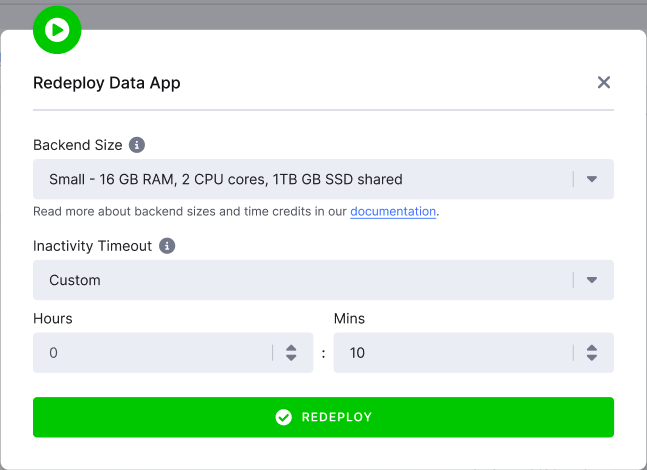 Redeploy Data App
Backend Size
Small - 16 GB RAM, 2 CPU cores, 1TB GB SSD shared
Read more about backend sizes and time credits in our documentation.
Inactivity Timeout
Custom
Hours
Mins
0 : 10
REDEPLOY